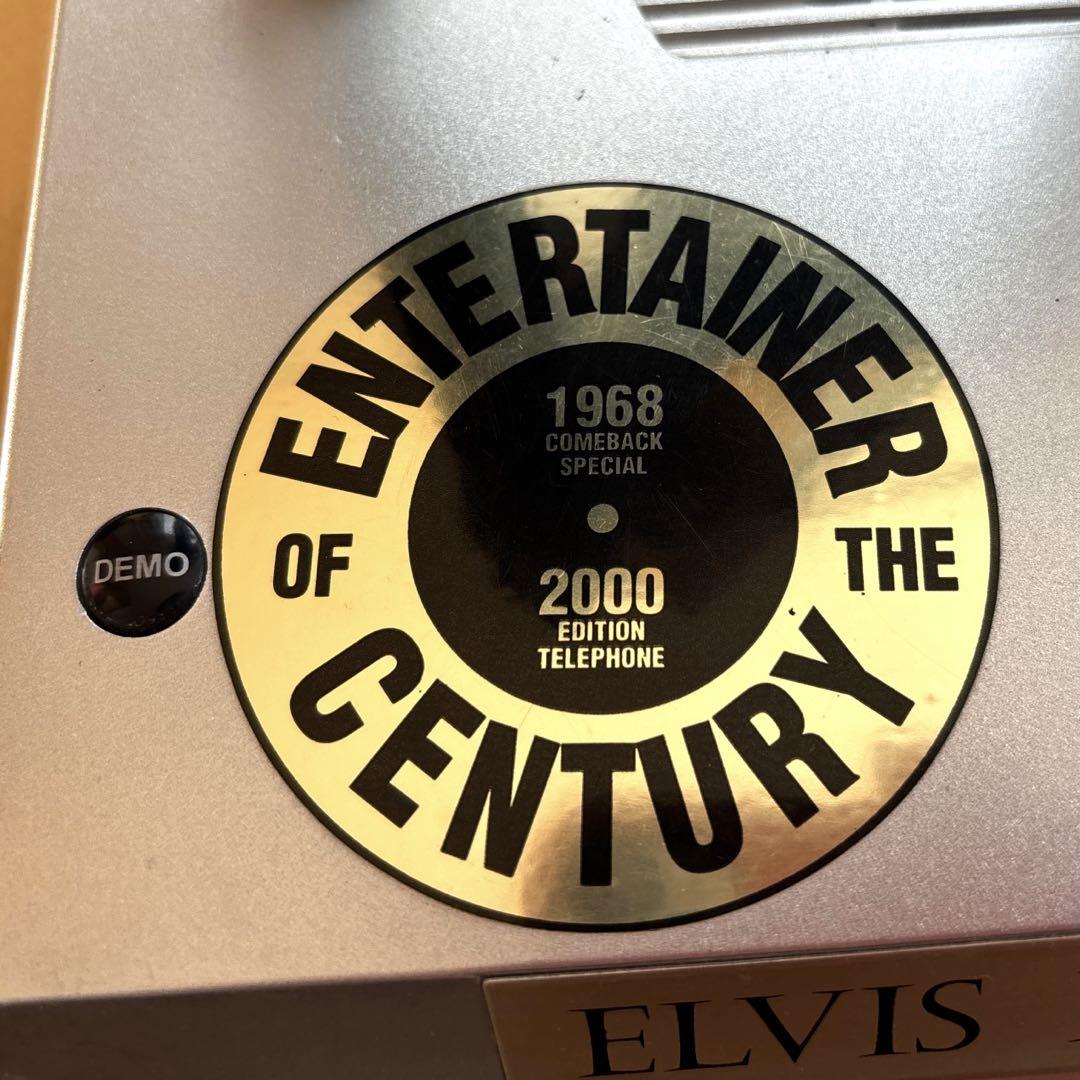 ENTERTAINER
OF THE
CENTURY
1968
COMEBACK
SPECIAL
2000
EDITION
TELEPHONE
DEMO
ELVIS